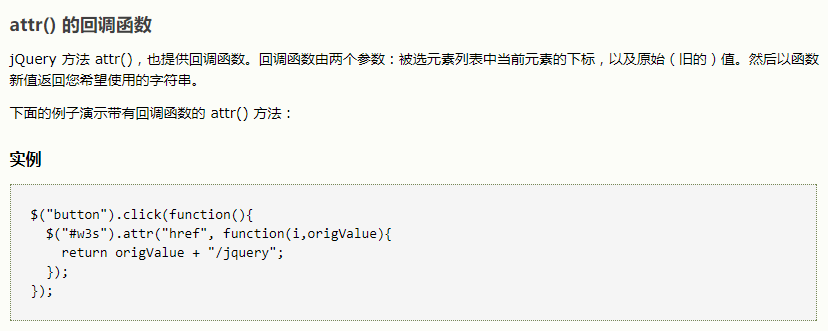 attr() 的回调函数
jQuery 方法 attr()，也提供回调函数。回调函数由两个参数：被选元素列表中当前元素的下标，以及原始（旧的）值。然后以函数
新值返回您希望使用的字符串。
下面的例子演示带有回调函数的 attr() 方法：
实例
$("button").click(function(){
  $("#w3s").attr("href", function(i,origValue){
    return origValue + "/jquery";
  });
});